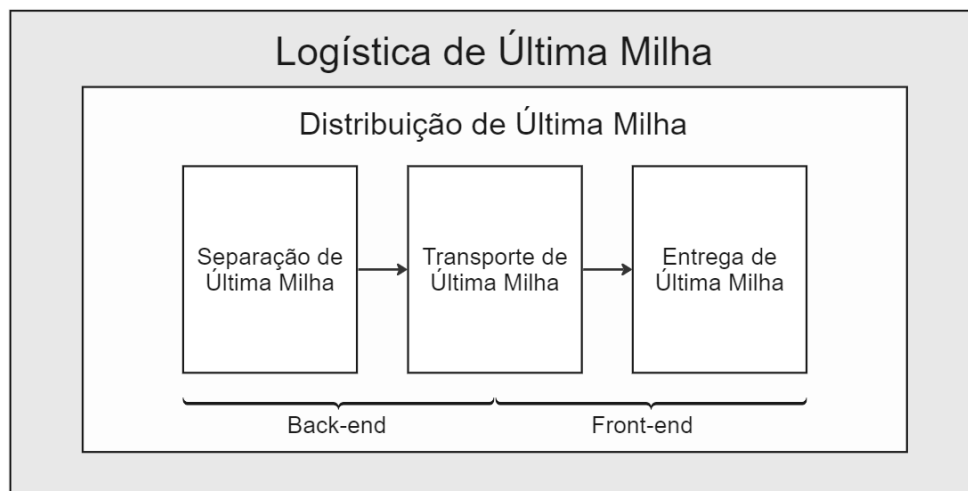 Logística de Última Milha
Distribuição de Última Milha
Separação de
Última Milha
Transporte de
Última Milha
Entrega de
Última Milha
Back-end
Front-end